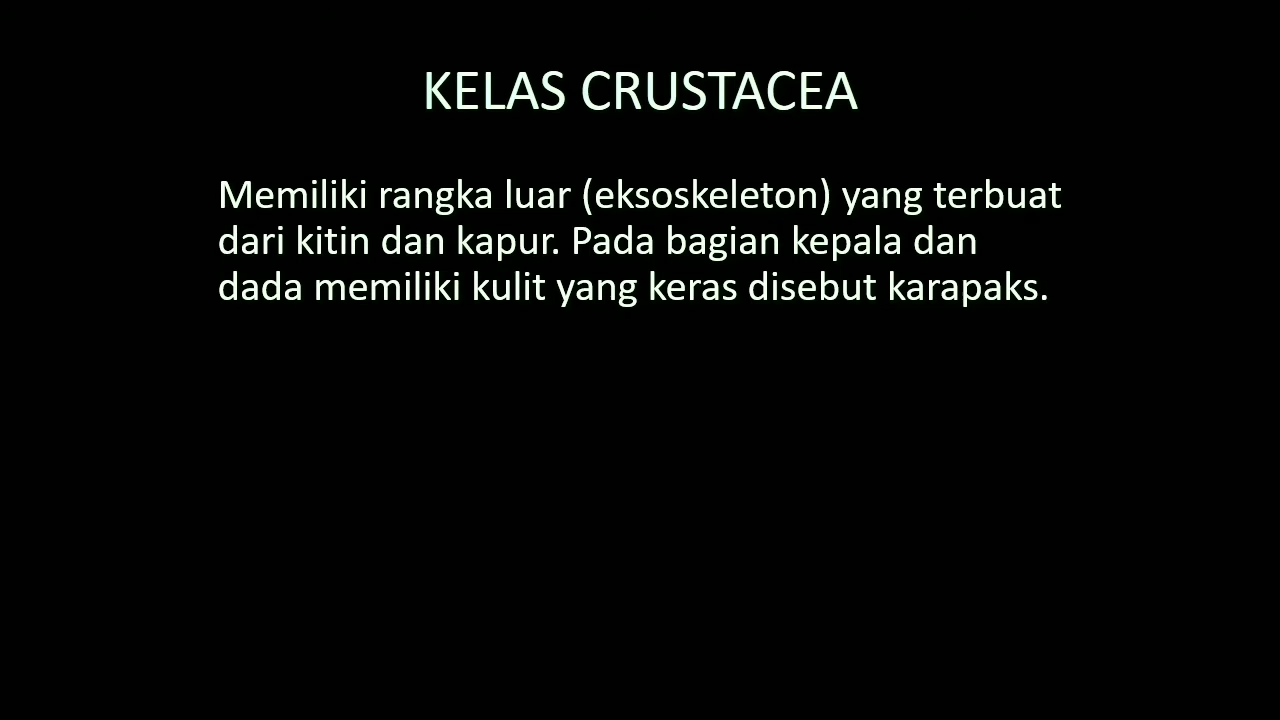 KELAS CRUSTACEA
Memiliki rangka luar (eksoskeleton) yang terbuat
dari kitin dan kapur. Pada bagian kepala dan
dada memiliki kulit yang keras disebut karapaks.